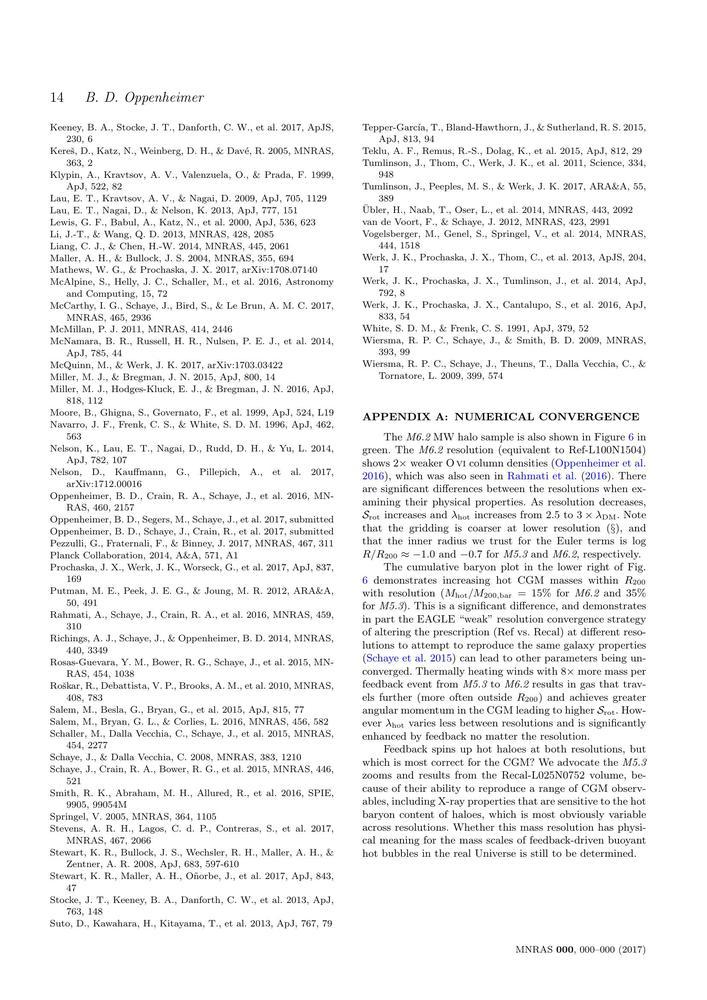 14 B. D. Oppenheimer
Keeney, B. A., Stocke, J. T., Danforth, C. W., et al. 2017, ApJS,
230, 6
Kereš, D., Katz, N., Weinberg, D. H., & Davé, R. 2005, MNRAS,
363, 2
Klypin, A., Kravtsov, A. V., Valenzuela, O., & Prada, F. 1999,
ApJ, 522, 82
Lau, E. T., Kravtsov, A. V., & Nagai, D. 2009, ApJ, 705, 1129
Lau, E. T., Nagai, D., & Nelson, K. 2013, ApJ, 777, 151
Lewis, G. F., Babul, A., Katz, N., et al. 2000, ApJ, 536, 623
Li, J.-T., & Wang, Q. D. 2013, MNRAS, 428, 2085
Liang, C. J., & Chen, H.-W. 2014, MNRAS, 445, 2061
Maller, A. H., & Bullock, J. S. 2004, MNRAS, 355, 694
Mathews, W. G., & Prochaska, J. X. 2017, arXiv:1708.07140
McAlpine, S., Helly, J. C., Schaller, M., et al. 2016, Astronomy
and Computing, 15, 72
McCarthy, I. G., Schaye, J., Bird, S., & Le Brun, A. M. C. 2017,
MNRAS, 465, 2936
McMillan, P. J. 2011, MNRAS, 414, 2446
McNamara, B. R., Russell, H. R., Nulsen, P. E. J., et al. 2014,
ApJ, 785, 44
McQuinn, M., & Werk, J. K. 2017, arXiv:1703.03422
Miller, M. J., & Bregman, J. N. 2015, ApJ, 800, 14
Miller, M. J., Hodges-Kluck, E. J., & Bregman, J. N. 2016, ApJ,
818, 112
Moore, B., Ghigna, S., Governato, F., et al. 1999, ApJ, 524, L19
Navarro, J. F., Frenk, C. S., & White, S. D. M. 1996, ApJ, 462,
563
Nelson, K., Lau, E. T., Nagai, D., Rudd, D. H., & Yu, L. 2014,
ApJ, 782, 107
Nelson, D., Kauffmann, G., Pillepich, A., et al. 2017,
arXiv:1712.00016
Oppenheimer, B. D., Crain, R. A., Schaye, J., et al. 2016, MN-
RAS, 460, 2157
Oppenheimer, B. D., Segers, M., Schaye, J., et al. 2017, submitted
Oppenheimer, B. D., Schaye, J., Crain, R., et al. 2017, submitted
Pezzulli, G., Fraternali, F., & Binney, J. 2017, MNRAS, 467, 311
Planck Collaboration, 2014, A&A, 571, A1
Prochaska, J. X., Werk, J. K., Worseck, G., et al. 2017, ApJ, 837,
169
Putman, M. E., Peek, J. E. G., & Joung, M. R. 2012, ARA&A,
50, 491
Rahmati, A., Schaye, J., Crain, R. A., et al. 2016, MNRAS, 459,
310
Richings, A. J., Schaye, J., & Oppenheimer, B. D. 2014, MNRAS,
440, 3349
Rosas-Guevara, Y. M., Bower, R. G., Schaye, J., et al. 2015, MN-
RAS, 454, 1038
Roškar, R., Debattista, V. P., Brooks, A. M., et al. 2010, MNRAS,
408, 783
Salem, M., Besla, G., Bryan, G., et al. 2015, ApJ, 815, 77
Salem, M., Bryan, G. L., & Corlies, L. 2016, MNRAS, 456, 582
Schaller, M., Dalla Vecchia, C., Schaye, J., et al. 2015, MNRAS,
454, 2277
Schaye, J., & Dalla Vecchia, C. 2008, MNRAS, 383, 1210
Schaye, J., Crain, R. A., Bower, R. G., et al. 2015, MNRAS, 446,
521
Smith, R. K., Abraham, M. H., Allured, R., et al. 2016, SPIE,
9905, 99054M
Springel, V. 2005, MNRAS, 364, 1105
Stevens, A. R. H., Lagos, C. d. P., Contreras, S., et al. 2017,
MNRAS, 467, 2066
Stewart, K. R., Bullock, J. S., Wechsler, R. H., Maller, A. H., &
Zentner, A. R. 2008, ApJ, 683, 597-610
Stewart, K. R., Maller, A. H., Oñorbe, J., et al. 2017, ApJ, 843,
47
Stocke, J. T., Keeney, B. A., Danforth, C. W., et al. 2013, ApJ,
763, 148
Suto, D., Kawahara, H., Kitayama, T., et al. 2013, ApJ, 767, 79
Tepper-García, T., Bland-Hawthorn, J., & Sutherland, R. S. 2015,
ApJ, 813, 94
Teklu, A. F., Remus, R.-S., Dolag, K., et al. 2015, ApJ, 812, 29
Tumlinson, J., Thom, C., Werk, J. K., et al. 2011, Science, 334,
948
Tumlinson, J., Peeples, M. S., & Werk, J. K. 2017, ARA&A, 55,
389
Übler, H., Naab, T., Oser, L., et al. 2014, MNRAS, 443, 2092
van de Voort, F., & Schaye, J. 2012, MNRAS, 423, 2991
Vogelsberger, M., Genel, S., Springel, V., et al. 2014, MNRAS,
444, 1518
Werk, J. K., Prochaska, J. X., Thom, C., et al. 2013, ApJS, 204,
17
Werk, J. K., Prochaska, J. X., Tumlinson, J., et al. 2014, ApJ,
792, 8
Werk, J. K., Prochaska, J. X., Cantalupo, S., et al. 2016, ApJ,
833, 54
White, S. D. M., & Frenk, C. S. 1991, ApJ, 379, 52
Wiersma, R. P. C., Schaye, J., & Smith, B. D. 2009, MNRAS,
393, 99
Wiersma, R. P. C., Schaye, J., Theuns, T., Dalla Vecchia, C., &
Tornatore, L. 2009, 399, 574
APPENDIX A: NUMERICAL CONVERGENCE
The M6.2 MW halo sample is also shown in Figure 6 in
green. The M6.2 resolution (equivalent to Ref-L100N1504)
shows 2× weaker O VI column densities (Oppenheimer et al.
2016), which was also seen in Rahmati et al. (2016). There
are significant differences between the resolutions when ex-
amining their physical properties. As resolution decreases,
𝒮rot increases and λhot increases from 2.5 to 3 × λDM. Note
that the gridding is coarser at lower resolution (§), and
that the inner radius we trust for the Euler terms is log
R/R200 ≈ −1.0 and −0.7 for M5.3 and M6.2, respectively.
The cumulative baryon plot in the lower right of Fig.
6 demonstrates increasing hot CGM masses within R200
with resolution (Mhot/M200,bar = 15% for M6.2 and 35%
for M5.3). This is a significant difference, and demonstrates
in part the EAGLE “weak” resolution convergence strategy
of altering the prescription (Ref vs. Recal) at different reso-
lutions to attempt to reproduce the same galaxy properties
(Schaye et al. 2015) can lead to other parameters being un-
converged. Thermally heating winds with 8× more mass per
feedback event from M5.3 to M6.2 results in gas that trav-
els further (more often outside R200) and achieves greater
angular momentum in the CGM leading to higher 𝒮rot. How-
ever λhot varies less between resolutions and is significantly
enhanced by feedback no matter the resolution.
Feedback spins up hot haloes at both resolutions, but
which is most correct for the CGM? We advocate the M5.3
zooms and results from the Recal-L025N0752 volume, be-
cause of their ability to reproduce a range of CGM observ-
ables, including X-ray properties that are sensitive to the hot
baryon content of haloes, which is most obviously variable
across resolutions. Whether this mass resolution has physi-
cal meaning for the mass scales of feedback-driven buoyant
hot bubbles in the real Universe is still to be determined.
MNRAS 000, 000–000 (2017)